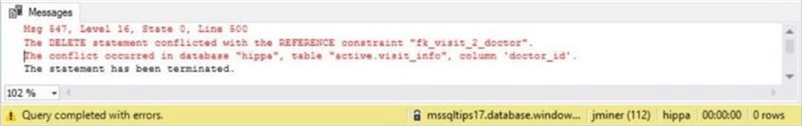 Messages
Msg 547, Level 16, State 0, Line 500
The DELETE statement conflicted with the REFERENCE constraint "fk_visit_2_doctor".
The conflict occurred in database "hippa", table "active.visit_info", column 'doctor_id'.
The statement has been terminated.
102 %
Query completed with errors.
mssqltips17.database.window...
jminer (112)
hippa
00:00:00
0 rows